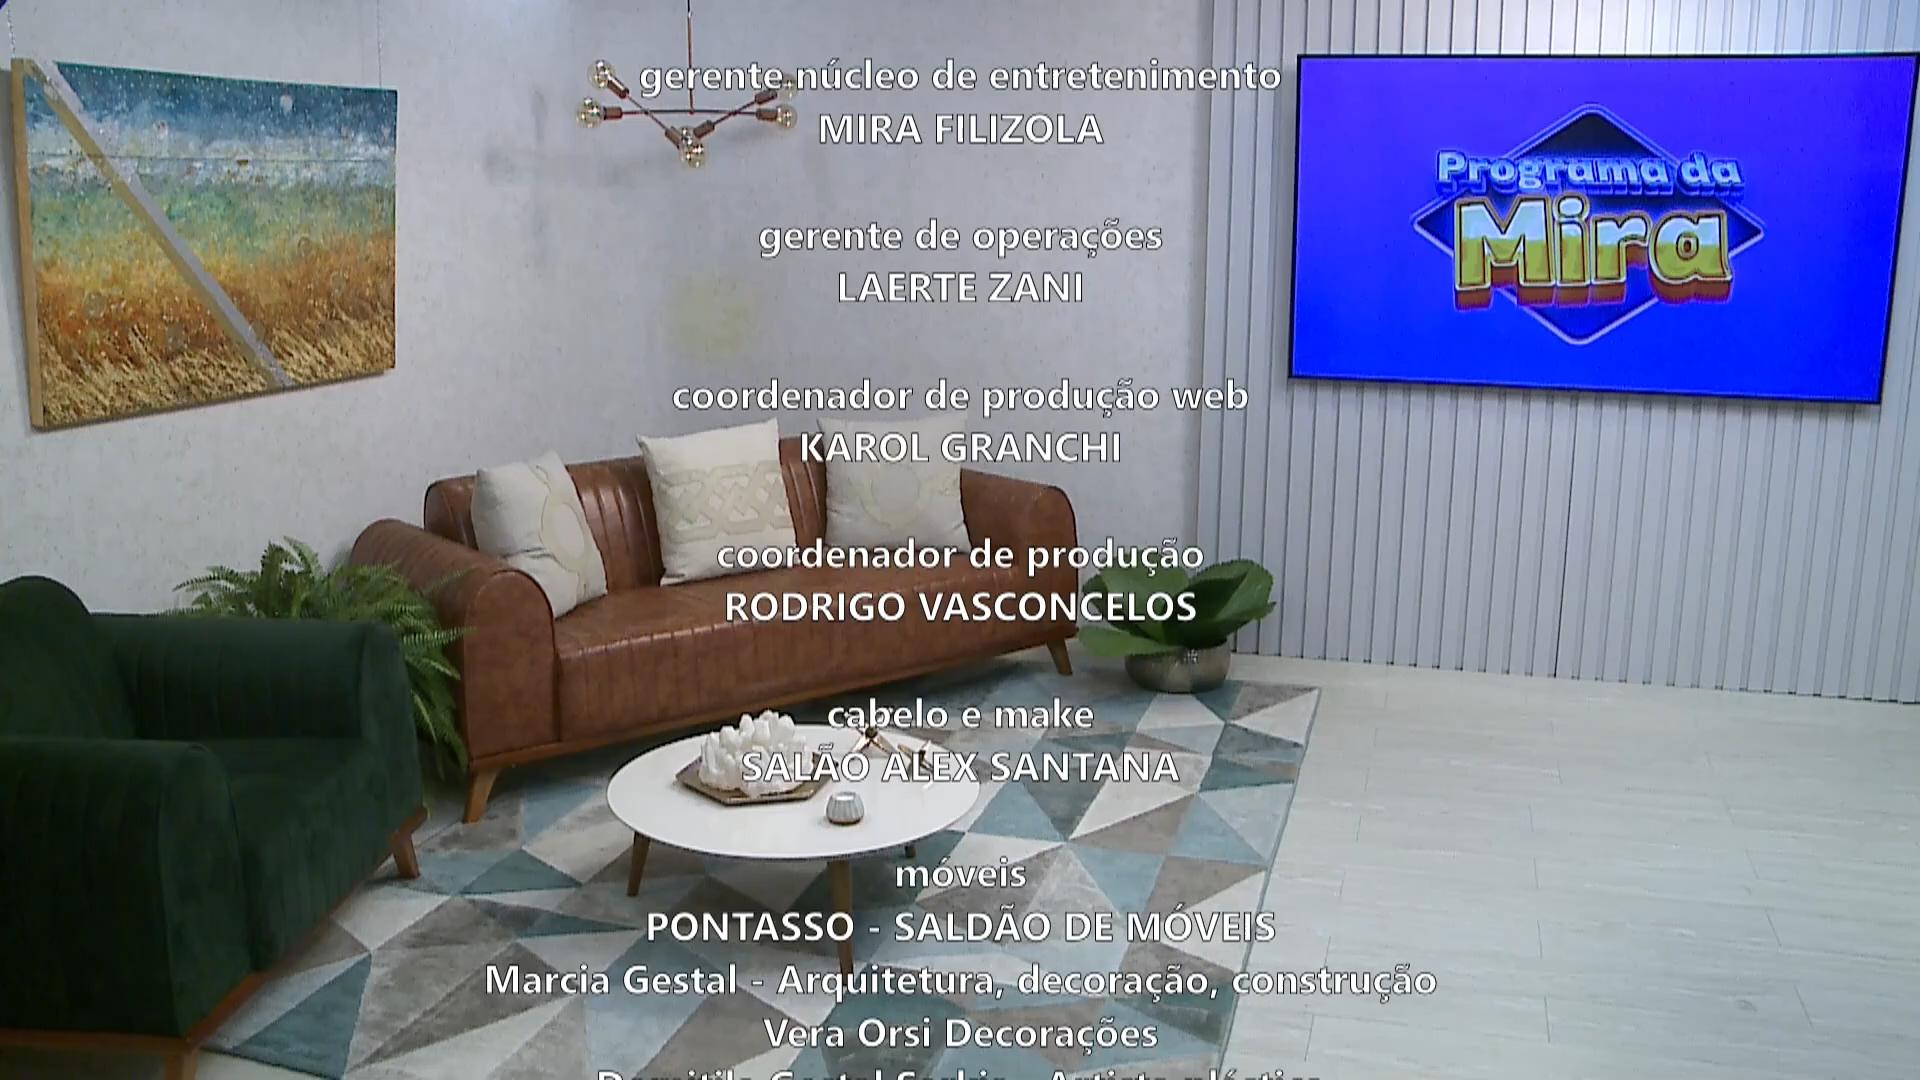 gerente núcleo de entretenimento
MIRA FILIZOLA
gerente de operações
LAERTE ZANI
coordenador de produção web
KAROL GRANCHI
coordenador de produção
RODRIGO VASCONCELOS
cabelo e make
SALÃO ALEX SANTANA
móveis
PONTASSO - SALDÃO DE MÓVEIS
Marcia Gestal - Arquitetura, decoração, construção
Vera Orsi Decorações
Programa da
Mira